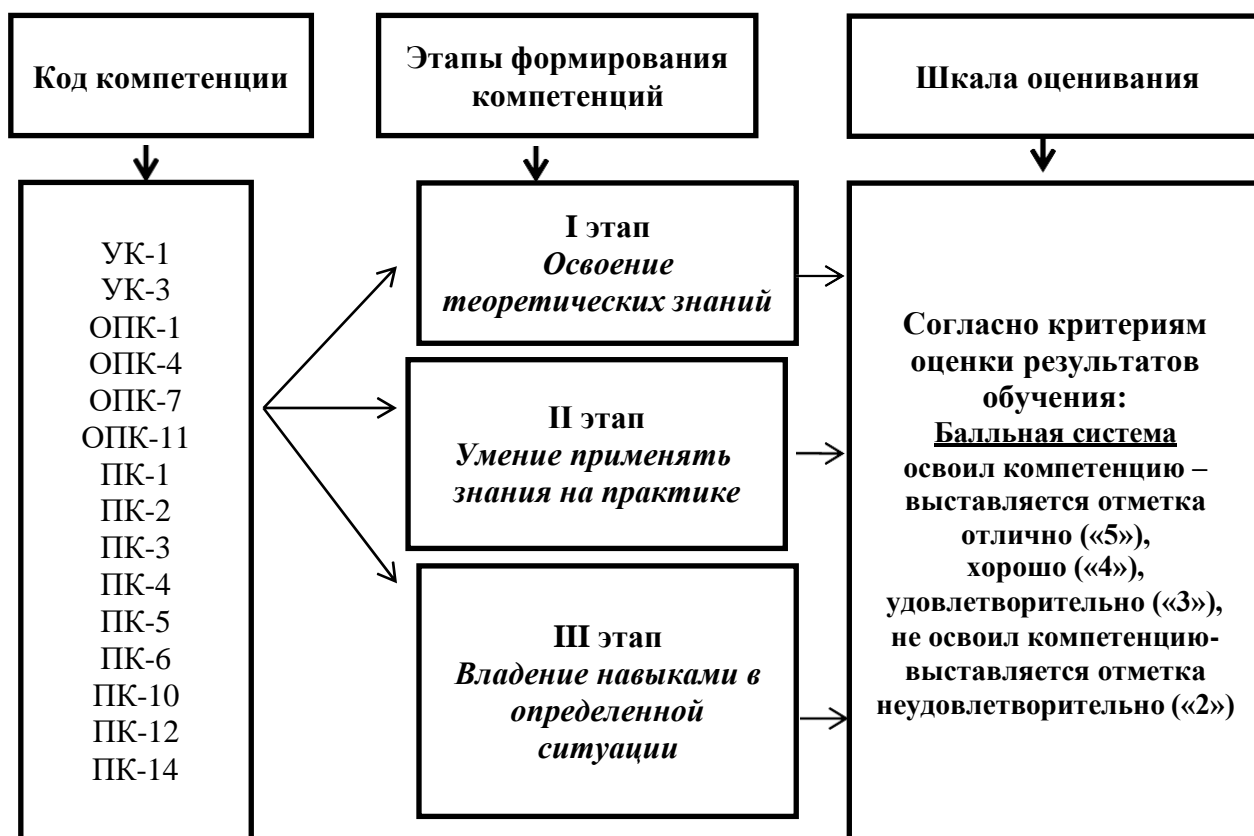 Код компетенции
Этапы формирования
компетенций
Шкала оценивания
УК-1
УК-3
ОПК-1
ОПК-4
ОПК-7
ОПК-11
ПК-1
ПК-2
ПК-3
ПК-4
ПК-5
ПК-6
ПК-10
ПК-12
ПК-14
I этап
Освоение
теоретических знаний
II этап
Умение применять
знания на практике
III этап
Владение навыками в
определенной
ситуации
Согласно критериям
оценки результатов
обучения:
Балльная система
освоил компетенцию –
выставляется отметка
отлично («5»),
хорошо («4»),
удовлетворительно («3»),
не освоил компетенцию-
выставляется отметка
неудовлетворительно («2»)